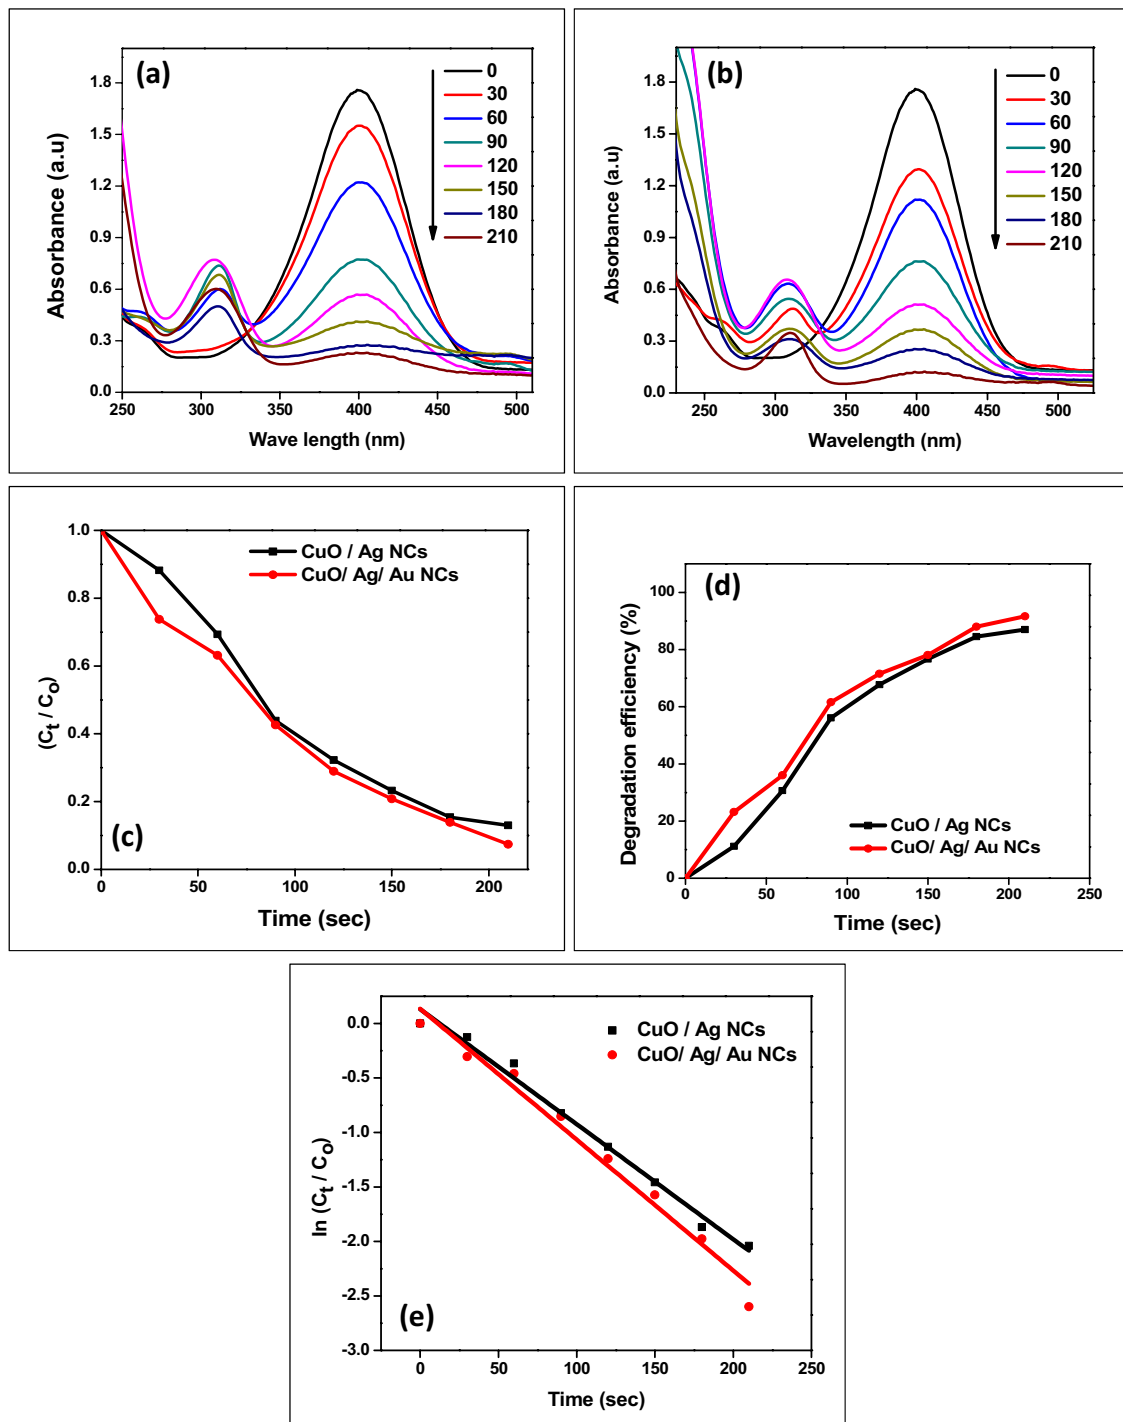 (a)
0
30
60
90
120
150
180
210
1.8
1.5
1.2
0.9
0.6
0.3
0.0
Absorbance (a.u)
250 300 350 400 450 500
Wave length (nm)
(b)
0
30
60
90
120
150
180
210
1.8
1.5
1.2
0.9
0.6
0.3
0.0
Absorbance (a.u)
250 300 350 400 450 500
Wavelength (nm)
CuO / Ag NCs
CuO/ Ag/ Au NCs
1.0
0.8
0.6
0.4
0.2
0.0
(Ct / Co)
(c)
0 50 100 150 200
Time (sec)
(d)
100
80
60
40
20
0
Degradation efficiency (%)
CuO / Ag NCs
CuO/ Ag/ Au NCs
0 50 100 150 200 250
Time (sec)
CuO / Ag NCs
CuO/ Ag/ Au NCs
0.0
-0.5
-1.0
-1.5
-2.0
-2.5
-3.0
ln (Ct / Co)
(e)
0 50 100 150 200 250
Time (sec)